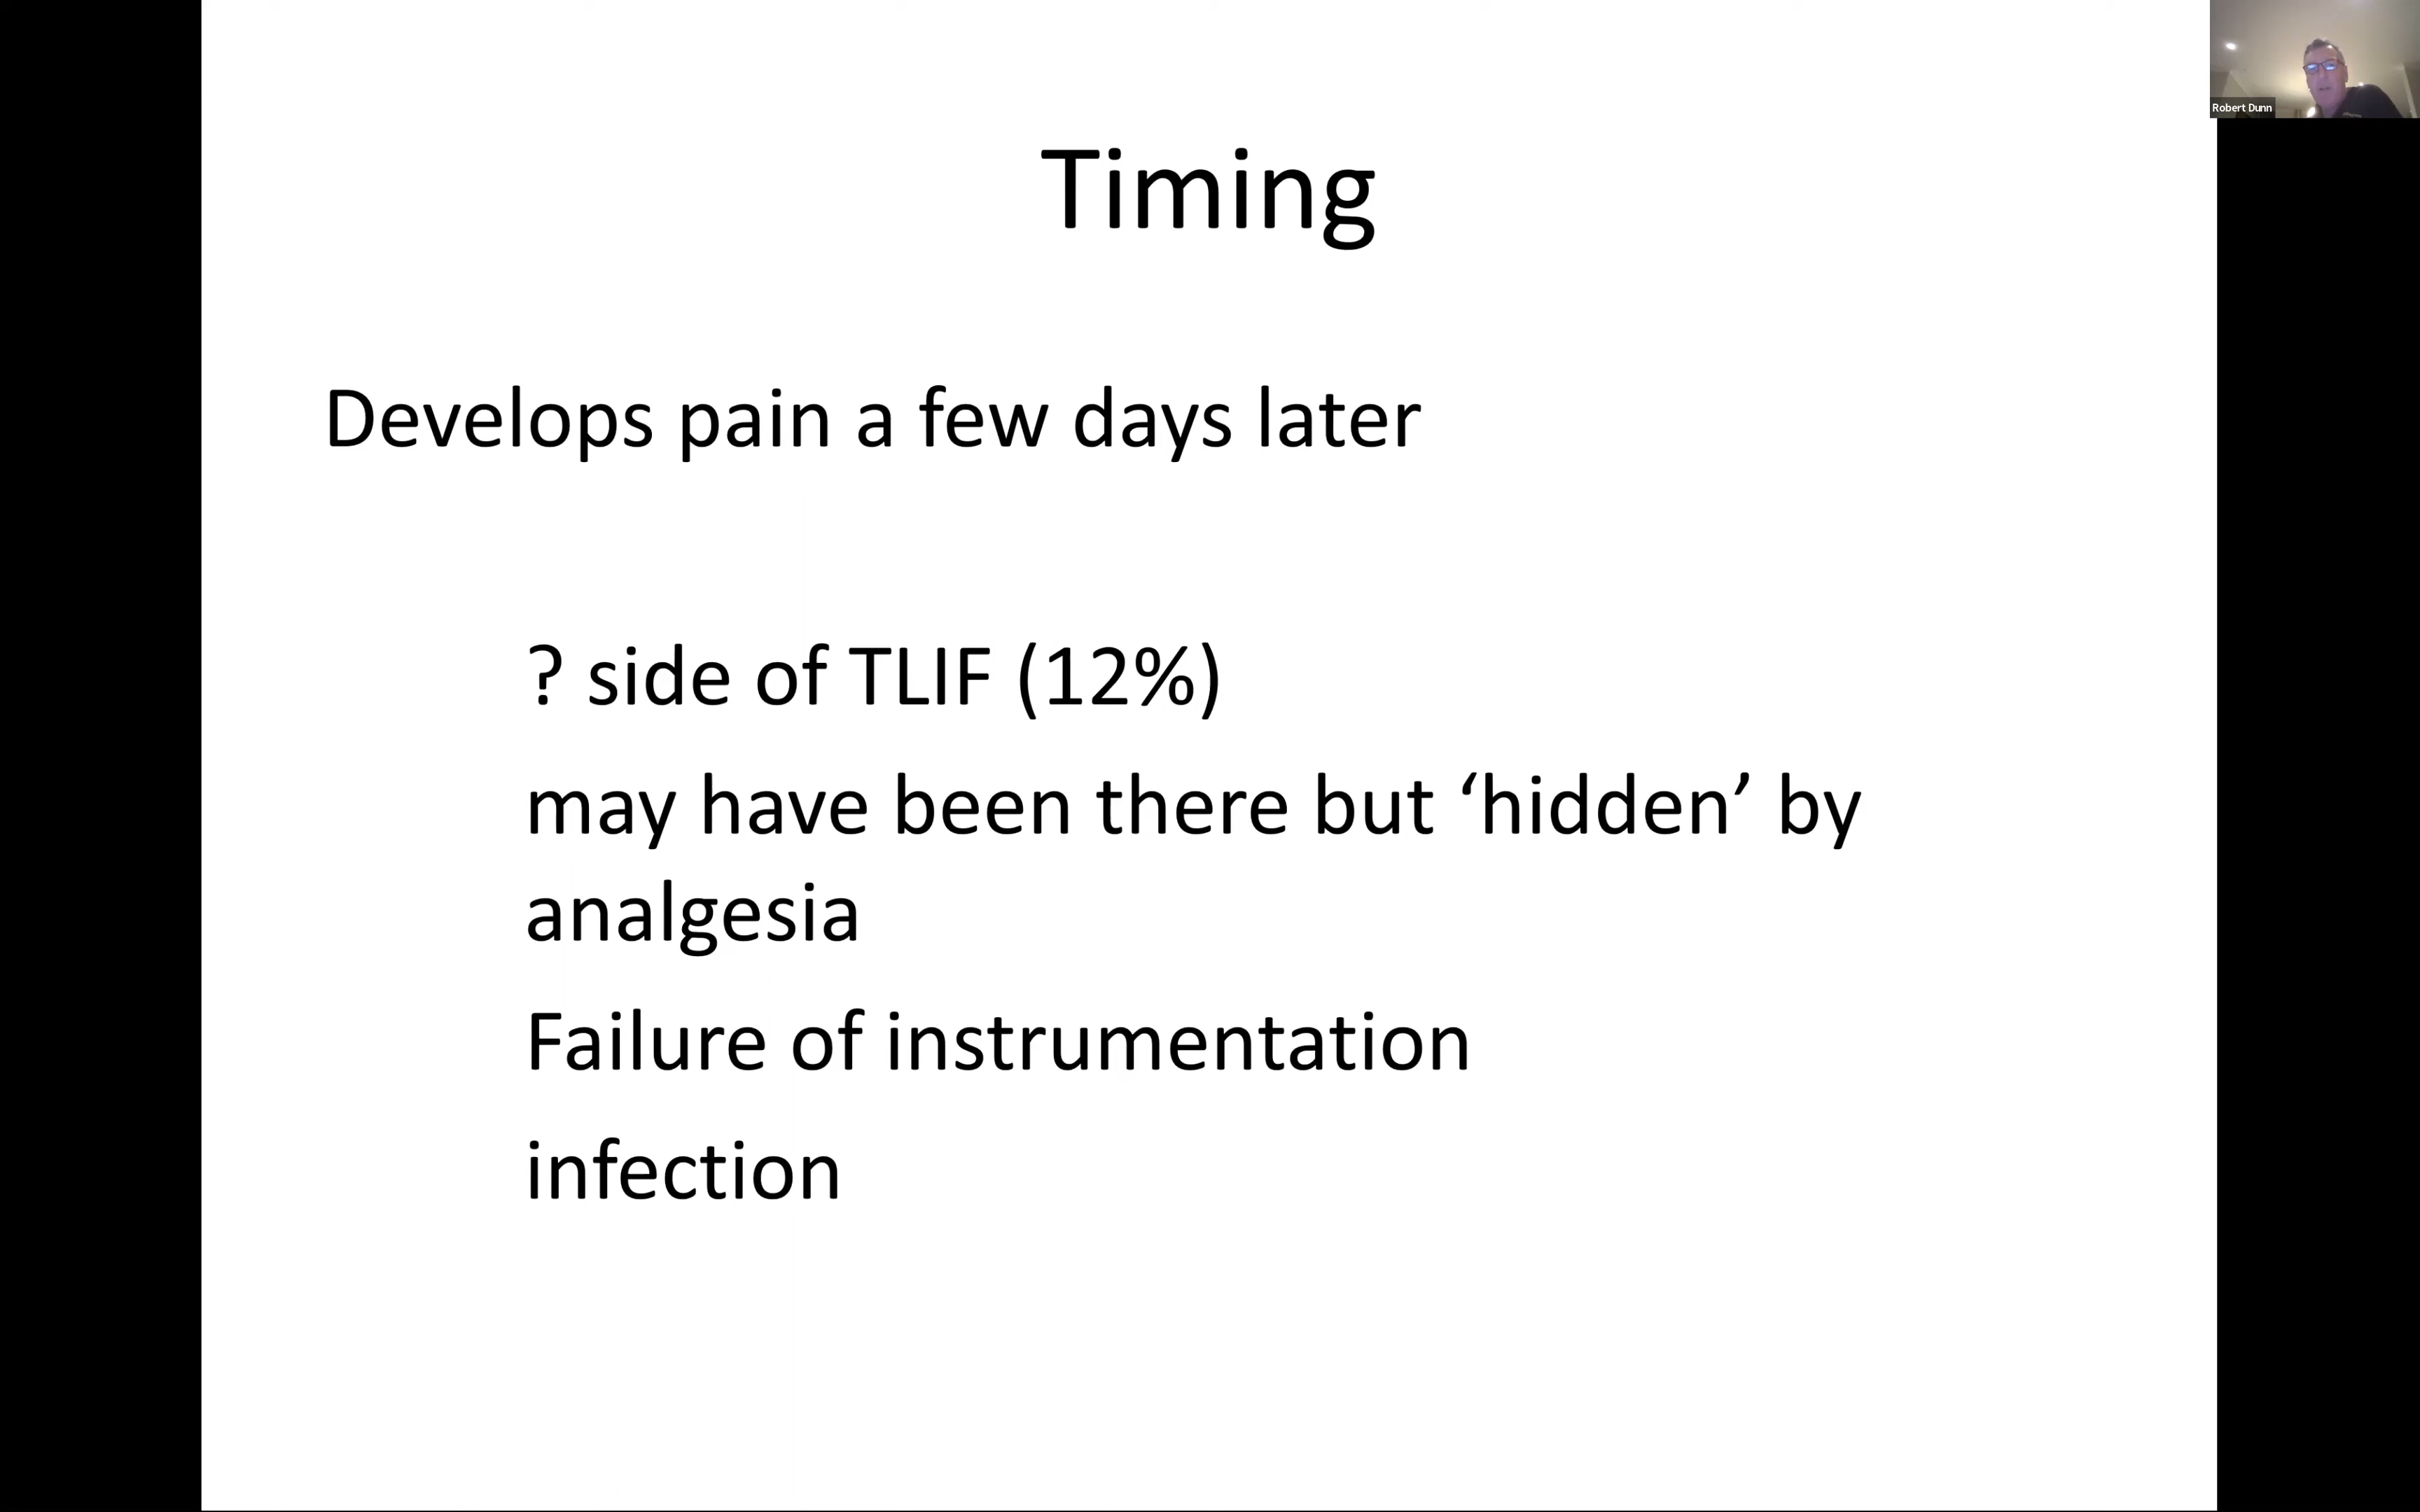 Robert Dunn
Timing
Develops pain a few days later
? side of TLIF (12%)
may have been there but ‘hidden’ by
analgesia
Failure of instrumentation
infection